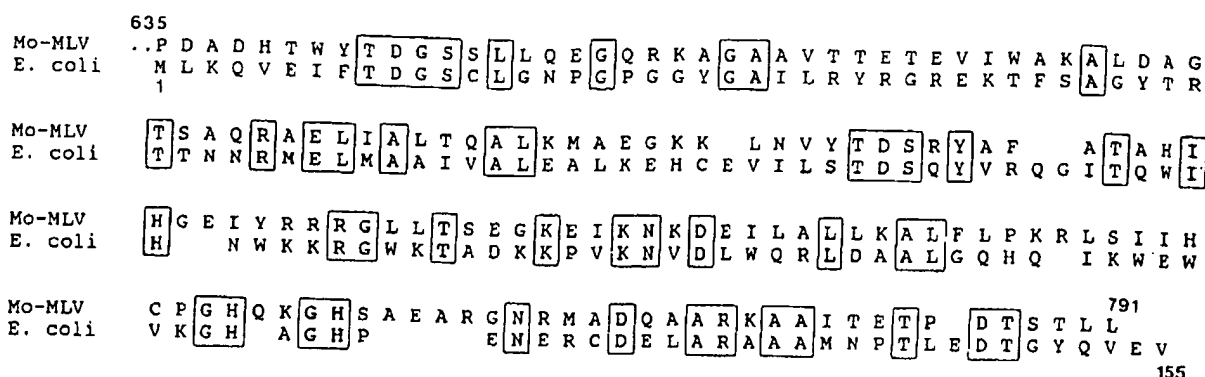 635
Mo-MLV ..P D A D H T W Y T D G S S L L Q E G Q R K A G A A V T T E T E V I W A K A L D A G
E. coli M L K Q V E I F T D G S C L G N P G P G G Y G A I L R Y R G R E K T F S A G Y T R
1
Mo-MLV T S A Q R A E L I A L T Q A L K M A E G K K L N V Y T D S R Y A F A T A H I
E. coli T T N N R M E L M A A I V A L E A L K E H C E V I L S T D S Q Y V R Q G I T Q W I
Mo-MLV H G E I Y R R R G L L T S E G K E I K N K D E I L A L L K A L F L P K R L S I I H
E. coli H N W K K R G W K T A D K K P V K N V D L W Q R L D A A L G Q H Q I K W E W
791
Mo-MLV C P G H Q K G H S A E A R G N R M A D Q A A R K A A I T E T P D T S T L L
E. coli V K G H A G H P E N E R C D E L A R A A A M N P T L E D T G Y Q V E V
155